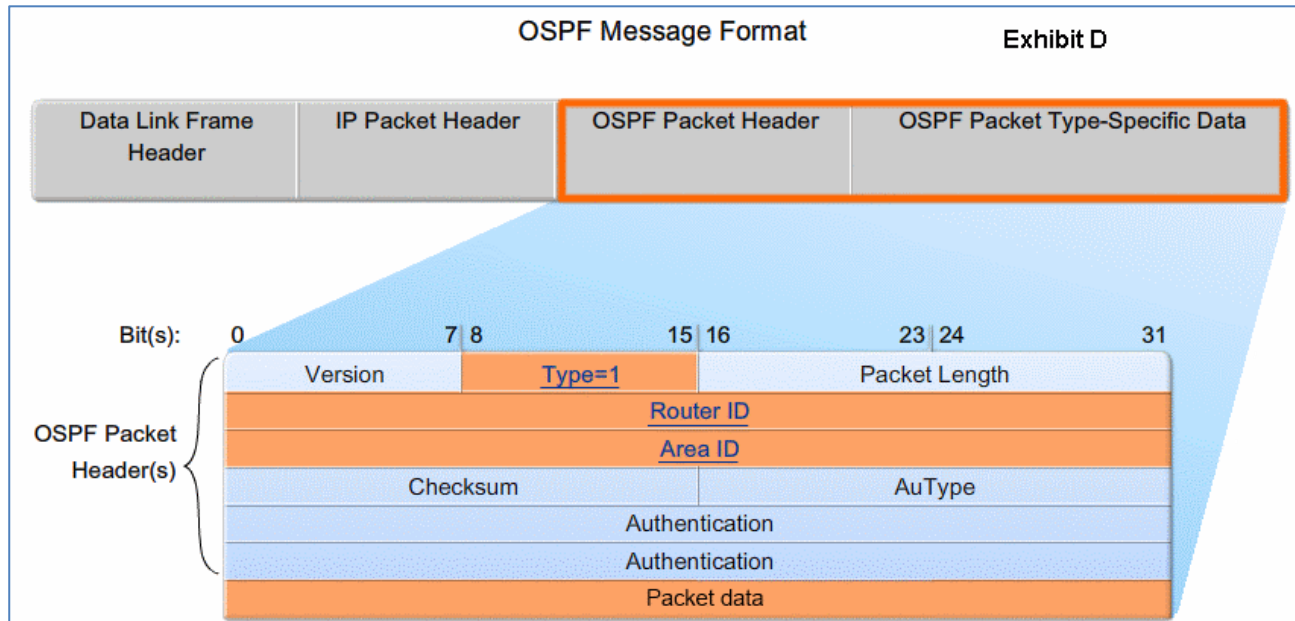 OSPF Message Format
Exhibit D
Data Link Frame
Header
IP Packet Header
OSPF Packet Header
OSPF Packet Type-Specific Data
Bit(s):
0
7
8
15
16
23
24
31
OSPF Packet
Header(s)
Version
Type=1
Packet Length
Router ID
Area ID
Checksum
AuType
Authentication
Authentication
Packet data